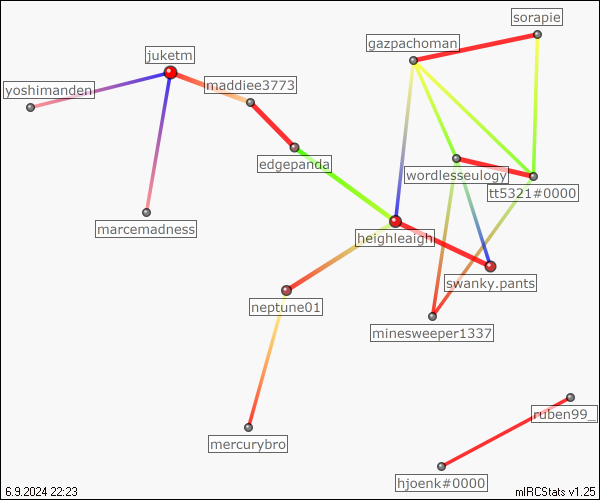 sorapie
gazpachoman
juketm
maddiee3773
yoshimanden
edgepanda
wordlesseulogy
tt5321#0000
marcemadness
heighleaigh
swanky.pants
neptune01
minesweeper1337
ruben99_
mercurybro
hjoenk#0000
6.9.2024 22:23
mIRCStats v1.25